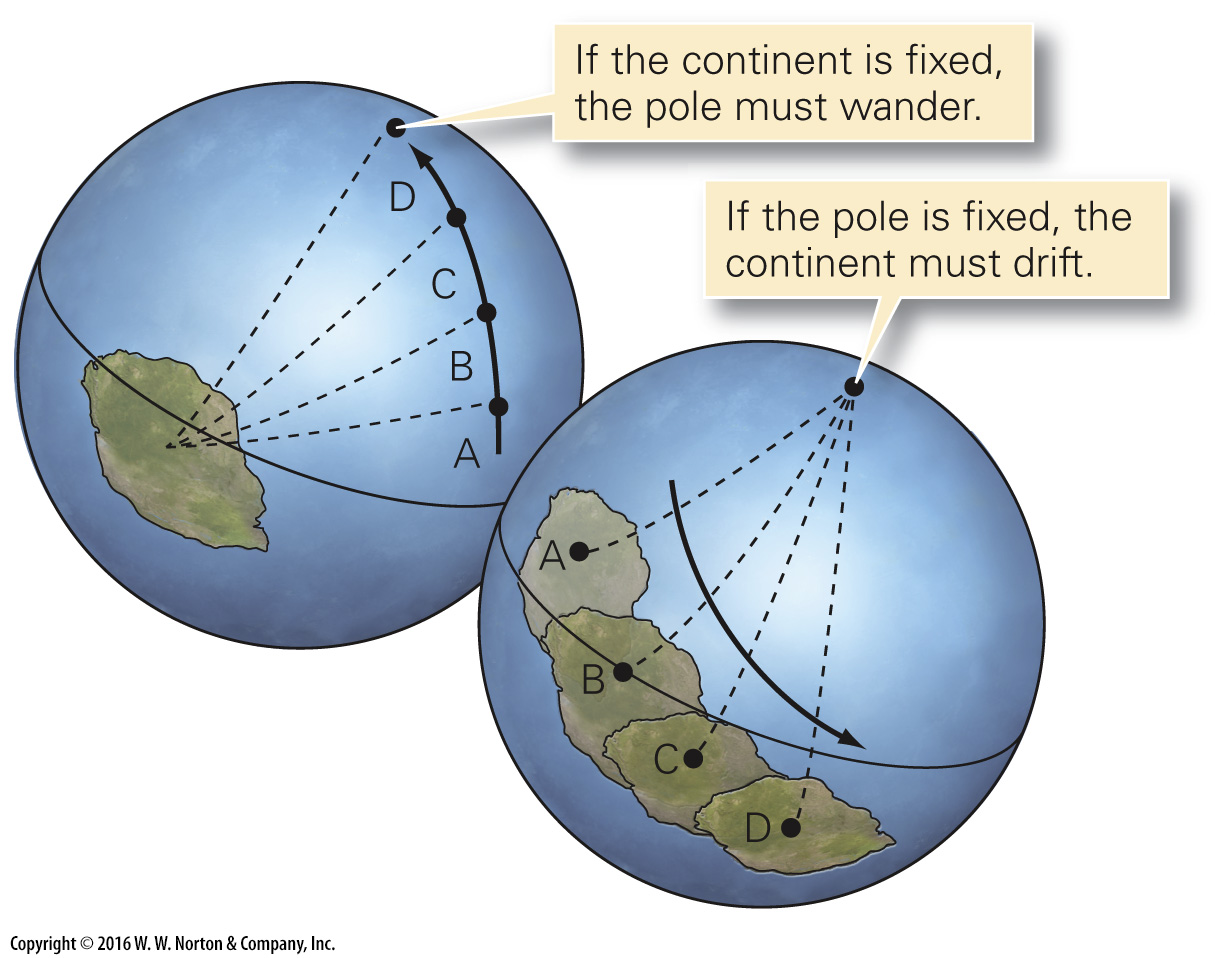 If the continent is fixed,
the pole must wander.
D
C
B
A
If the pole is fixed, the
continent must drift.
A
B
C
D
Copyright © 2016 W. W. Norton & Company, Inc.